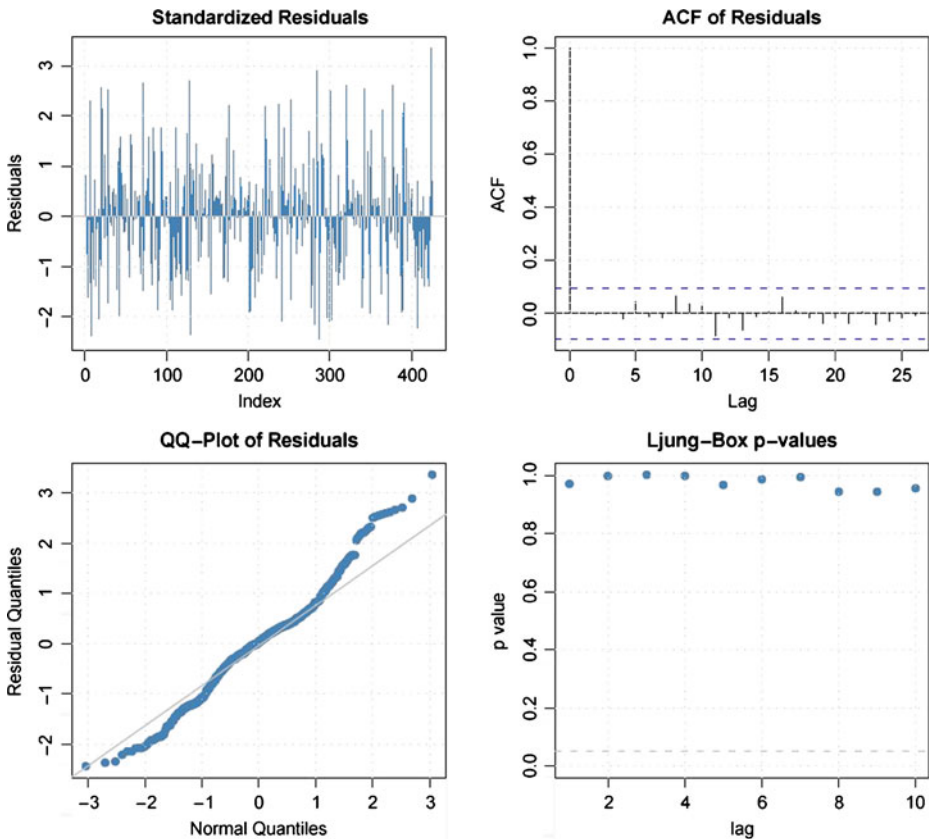 Standardized Residuals
3
2
1
0
−1
−2
Residuals
0 100 200 300 400
Index
ACF of Residuals
1.0
0.8
0.6
0.4
0.2
0.0
ACF
0 5 10 15 20 25
Lag
QQ−Plot of Residuals
3
2
1
0
−1
−2
Residual Quantiles
−3 −2 −1 0 1 2 3
Normal Quantiles
Ljung−Box p−values
1.0
0.8
0.6
0.4
0.2
0.0
p value
2 4 6 8 10
lag